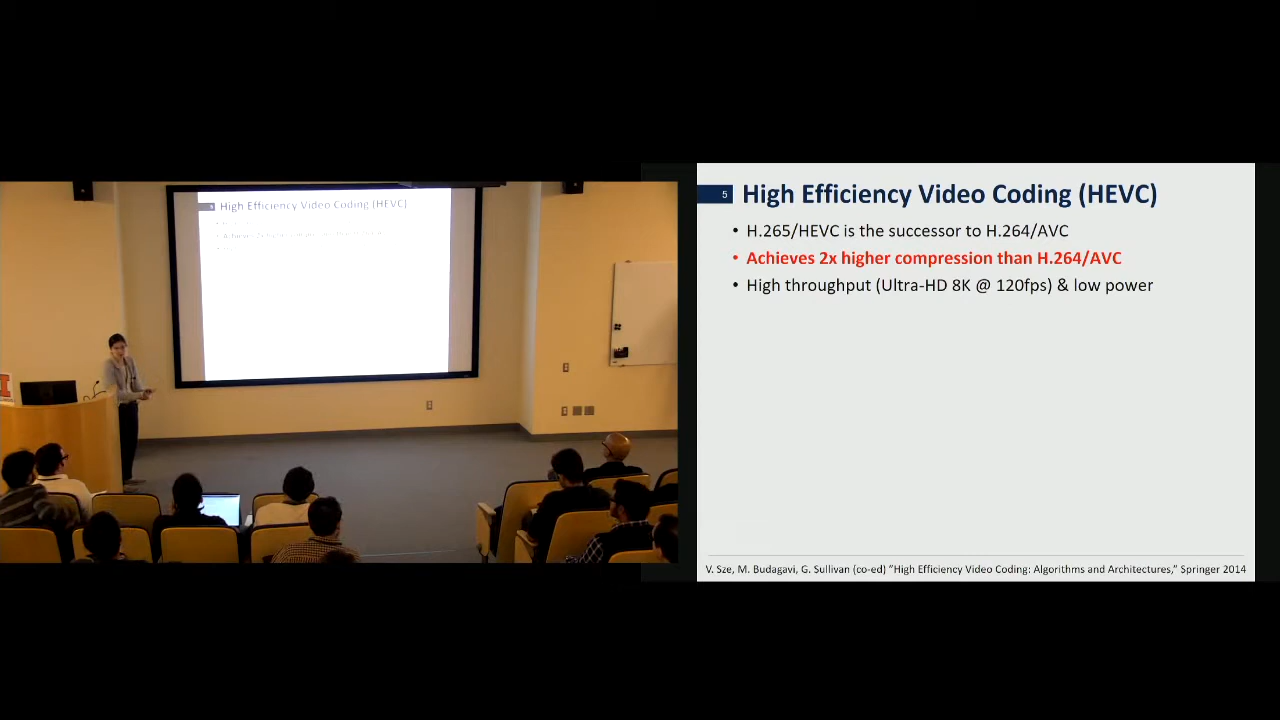 High Efficiency Video Coding (HEVC)
5
High Efficiency Video Coding (HEVC)
• H.265/HEVC is the successor to H.264/AVC
• Achieves 2x higher compression than H.264/AVC
• High throughput (Ultra-HD 8K @ 120fps) & low power
V. Sze, M. Budagavi, G. Sullivan (co-ed) "High Efficiency Video Coding: Algorithms and Architectures," Springer 2014
I